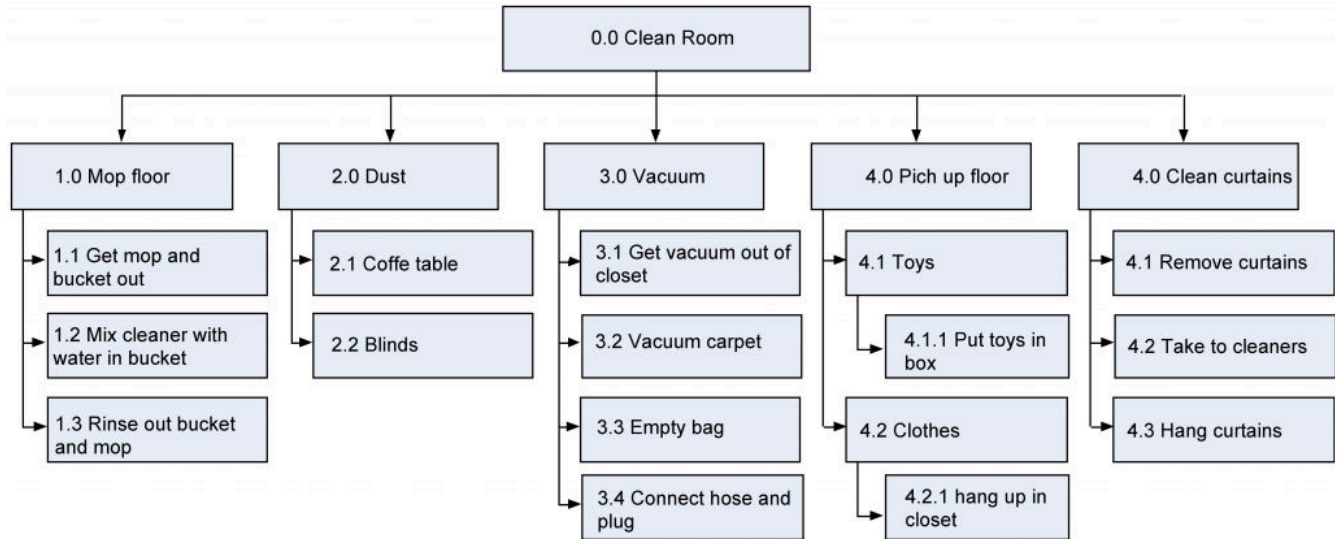 0.0 Clean Room
1.0 Mop floor
2.0 Dust
3.0 Vacuum
4.0 Pich up floor
4.0 Clean curtains
1.1 Get mop and
bucket out
1.2 Mix cleaner with
water in bucket
1.3 Rinse out bucket
and mop
2.1 Coffe table
2.2 Blinds
3.1 Get vacuum out of
closet
3.2 Vacuum carpet
3.3 Empty bag
3.4 Connect hose and
plug
4.1 Toys
4.1.1 Put toys in
box
4.2 Clothes
4.2.1 hang up in
closet
4.1 Remove curtains
4.2 Take to cleaners
4.3 Hang curtains